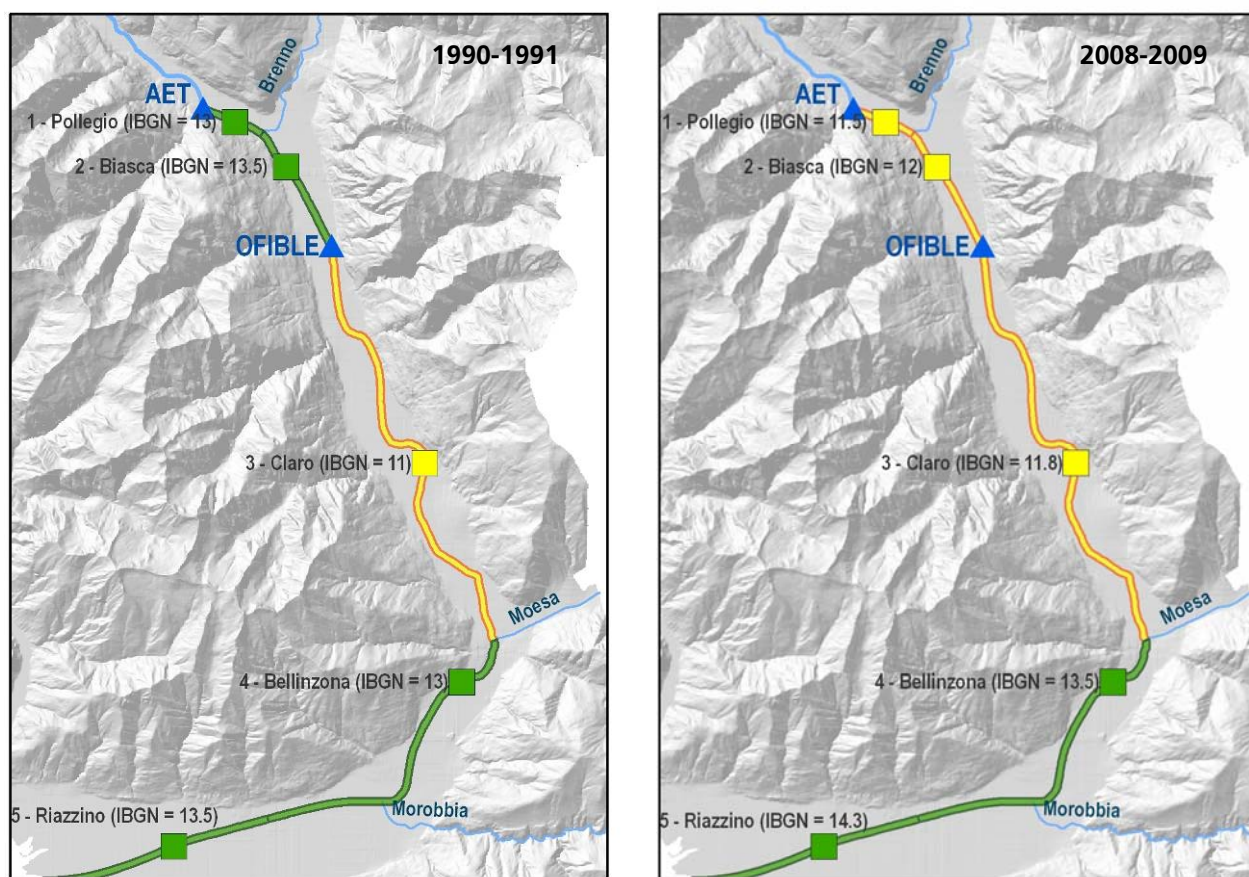 1990-1991
Brenno
AET
1 - Pollegio (IBGN = 13)
2 - Biasca (IBGN = 13.5)
OFIBLE
3 - Claro (IBGN = 11)
Moesa
4 - Bellinzona (IBGN = 13)
Morobbia
5 - Riazzino (IBGN = 13.5)
2008-2009
Brenno
AET
1 - Pollegio (IBGN = 11.5)
2 - Biasca (IBGN = 12)
OFIBLE
3 - Claro (IBGN = 11.8)
Moesa
4 - Bellinzona (IBGN = 13.5)
Morobbia
5 - Riazzino (IBGN = 14.3)